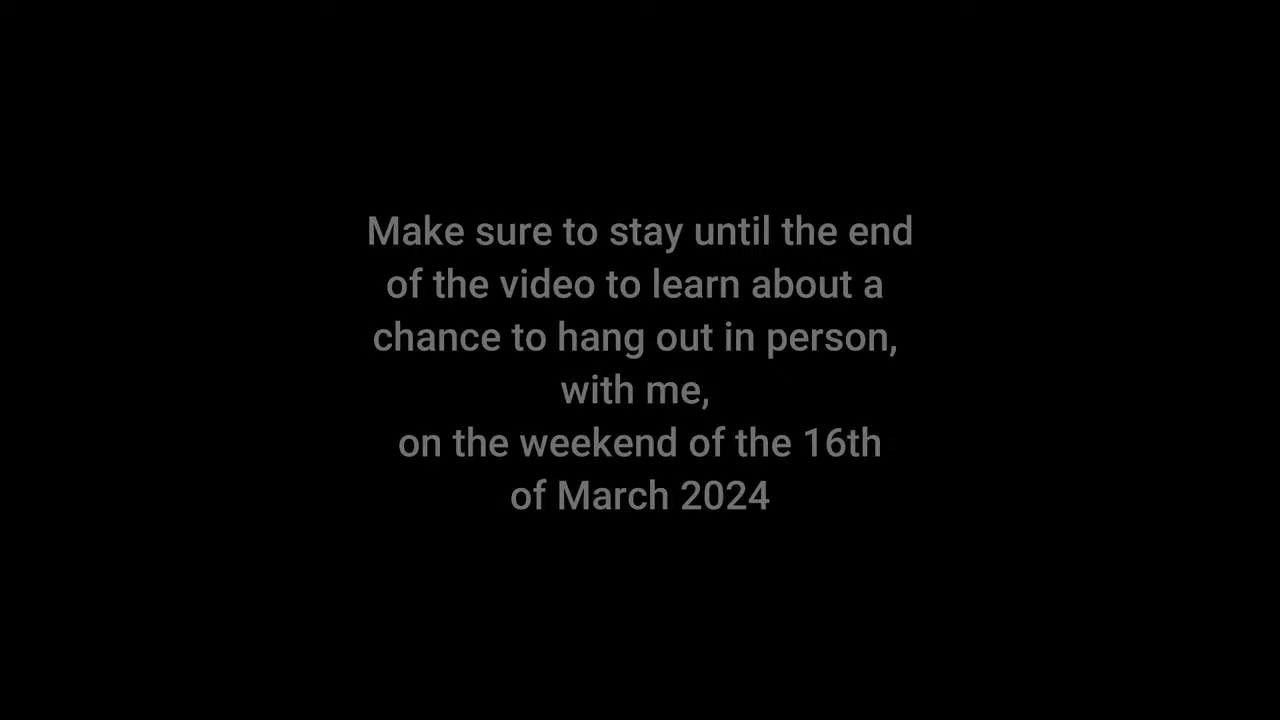 Make sure to stay until the end
of the video to learn about a
chance to hang out in person,
with me,
on the weekend of the 16th
of March 2024